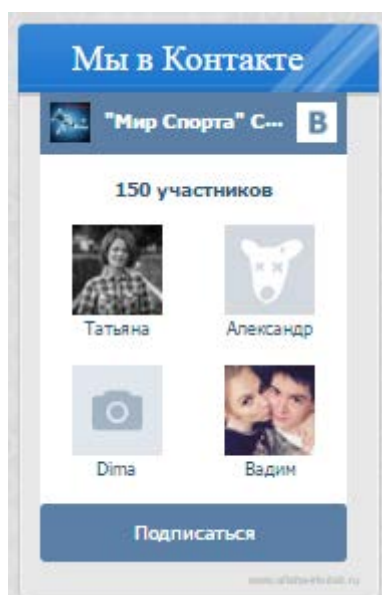 Мы в Контакте
"Мир Спорта" С...
В
150 участников
Татьяна
Александр
Dima
Вадим
Подписаться